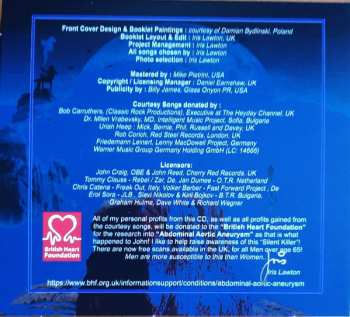 Front Cover Design & Booklet Paintings : courtesy of Damian Bydlinski, Poland
Booklet Layout & Edit : Iris Lawton, UK
Project Management : Iris Lawton
All songs chosen by : Iris Lawton
Photo selection : Iris Lawton
Mastered by : Mike Pietrini, USA
Copyright / Licensing Manager : Daniel Earnshaw, UK
Publicity by : Billy James, Glass Onyon PR, USA
Courtesy Songs donated by :
Bob Carruthers, (Classic Rock Productions), Executive at The Heyday Channel, UK
Dr. Milen Vrabevsky, MD, Intelligent Music Project, Sofia, Bulgaria
Uriah Heep : Mick, Bernie, Phil, Russell and Davey, UK
Rob Corich, Red Steel Records, London, UK
Friedemann Leinert, Lenny MacDowell Project, Germany
Warner Music Group Germany Holding GmbH (LC: 14666)
Licensors:
John Craig, OBE & John Reed, Cherry Red Records, UK
Tommy Clauss - Rebel / Zar, De, Jan Dumes - O.T.R, Netherland
Chris Catena - Freak Out, Itay, Volker Barber - Fast Forward Project, De
Erol Sora - JLB, Slavi Nikolov & Kiril Bojkov - B.T.R. Bulgaria,
Graham Hulme, Dave White & Richard Wagner
British Heart
Foundation
All of my personal profits from this CD, as well as all profits gained from
the courtesy songs, will be donated to the "British Heart Foundation"
for the research into "Abdominal Aortic Aneurysm" as that is what
happened to John! I like to help raise awareness of this "Silent Killer"!
There are now free scans available in the UK, for all Men over age 65!
Men are more susceptible to this then Women..
Iris
Iris Lawton
https://www.bhf.org.uk/informationsupport/conditions/abdominal-aortic-aneurysm